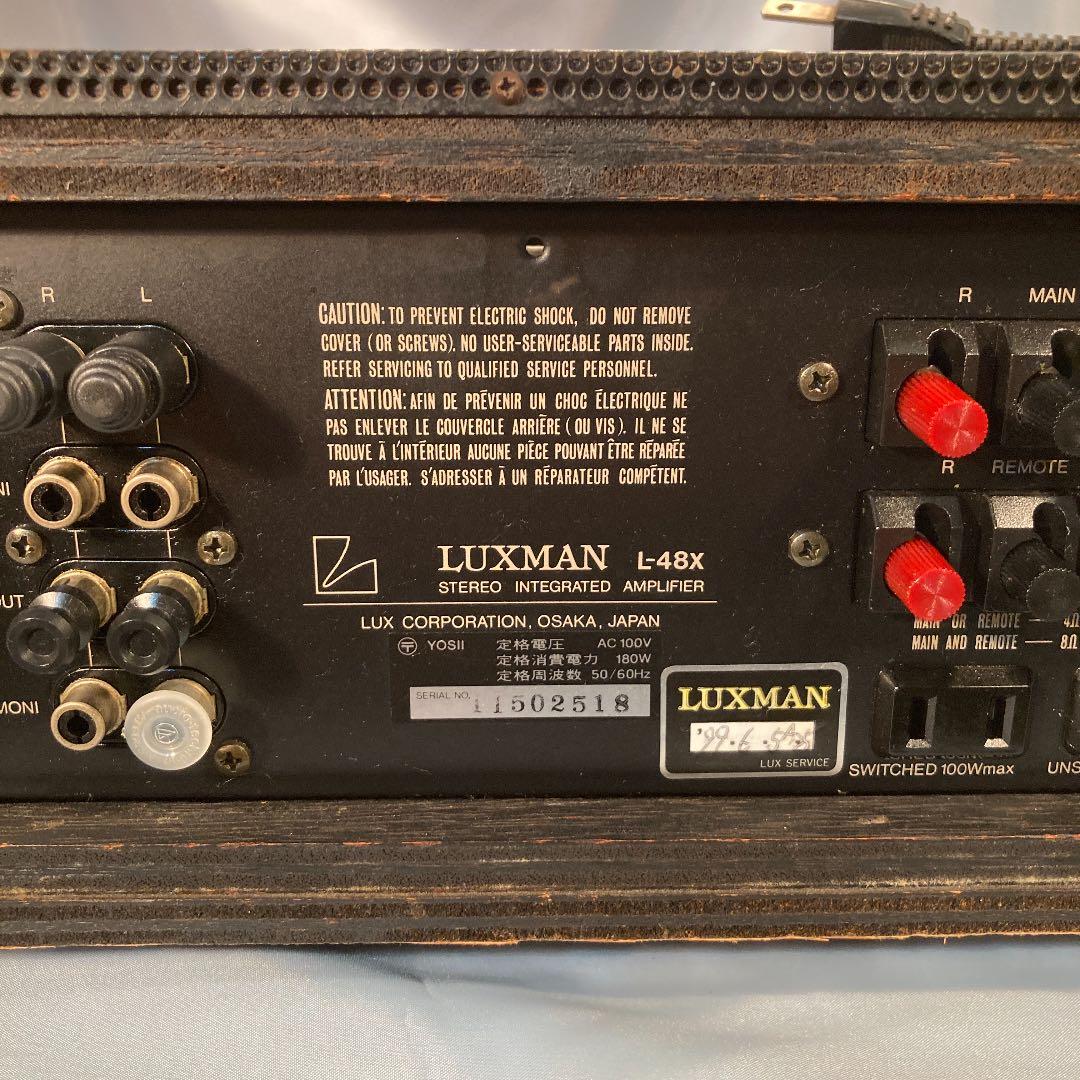 R L
R MAIN
CAUTION: TO PREVENT ELECTRIC SHOCK, DO NOT REMOVE
COVER (OR SCREWS). NO USER-SERVICEABLE PARTS INSIDE.
REFER SERVICING TO QUALIFIED SERVICE PERSONNEL.
ATTENTION: AFIN DE PRÉVENIR UN CHOC ÉLECTRIQUE NE
PAS ENLEVER LE COUVERCLE ARRIÈRE (OU VIS). IL NE SE
TROUVE À L'INTÉRIEUR AUCUNE PIÈCE POUVANT ÊTRE RÉPARÉE
PAR L'USAGER. S'ADRESSER À UN RÉPARATEUR COMPÉTENT.
R REMOTE
NI
LUXMAN L-48X
STEREO INTEGRATED AMPLIFIER
OUT
LUX CORPORATION, OSAKA, JAPAN
MAIN OR REMOTE — 4Ω
MAIN AND REMOTE — 8Ω
〒 YOSII 定格電圧 AC 100V
定格消費電力 180W
定格周波数 50/60Hz
SERIAL NO. 11502518
MONI
LUXMAN
LUX SERVICE
SWITCHED 100Wmax
UNS